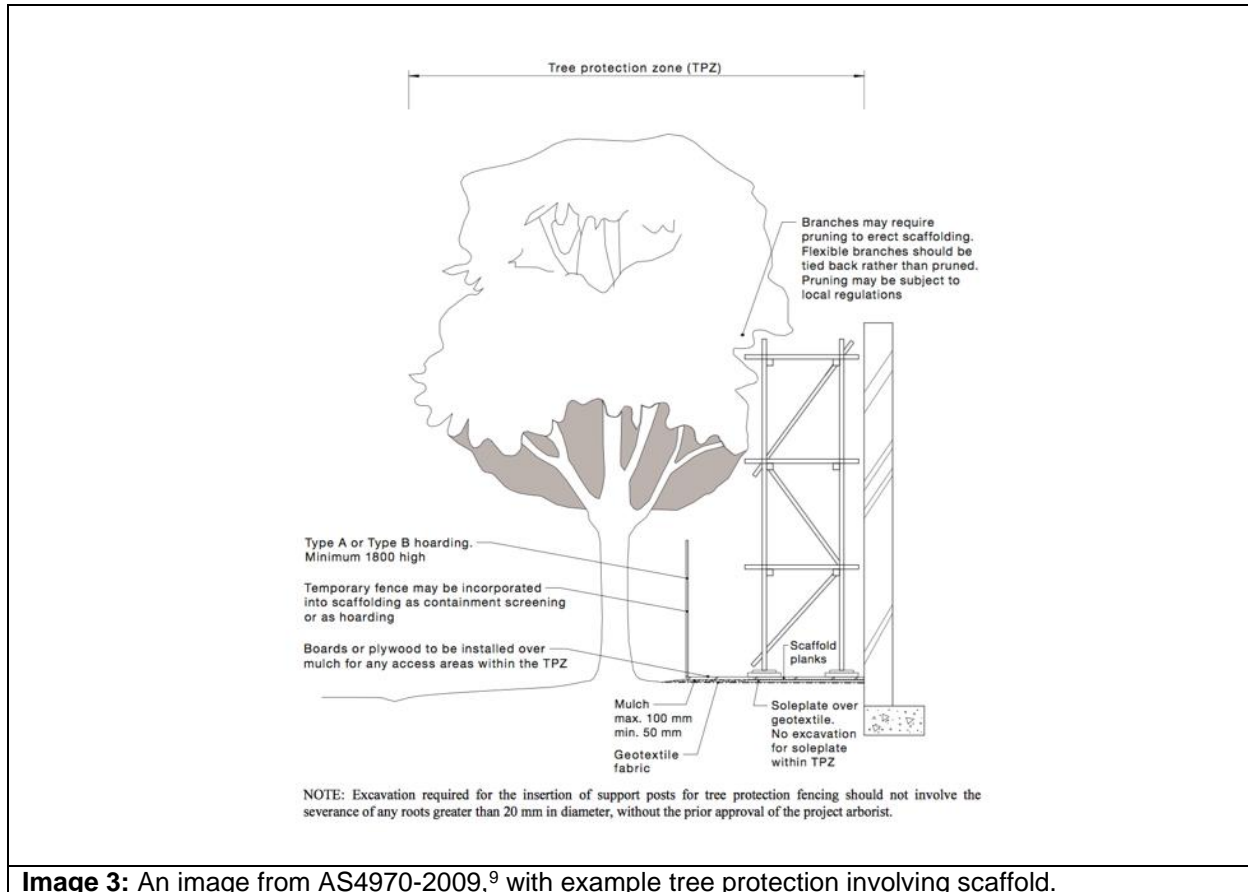 Tree protection zone (TPZ)
Branches may require
pruning to erect scaffolding.
Flexible branches should be
tied back rather than pruned.
Pruning may be subject to
local regulations
Type A or Type B hoarding.
Minimum 1800 high
Temporary fence may be incorporated
into scaffolding as containment screening
or as hoarding
Boards or plywood to be installed over
mulch for any access areas within the TPZ
Scaffold
planks
Mulch
max. 100 mm
min. 50 mm
Geotextile
fabric
Soleplate over
geotextile.
No excavation
for soleplate
within TPZ
NOTE: Excavation required for the insertion of support posts for tree protection fencing should not involve the
severance of any roots greater than 20 mm in diameter, without the prior approval of the project arborist.
Image 3: An image from AS4970-2009,⁹ with example tree protection involving scaffold.